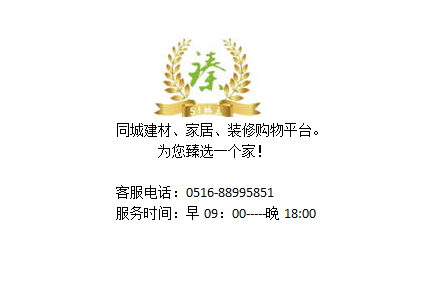 臻
同城建材、家居、装修购物平台。
为您臻选一个家！
客服电话：0516-88995851
服务时间：早 09：00-----晚 18:00